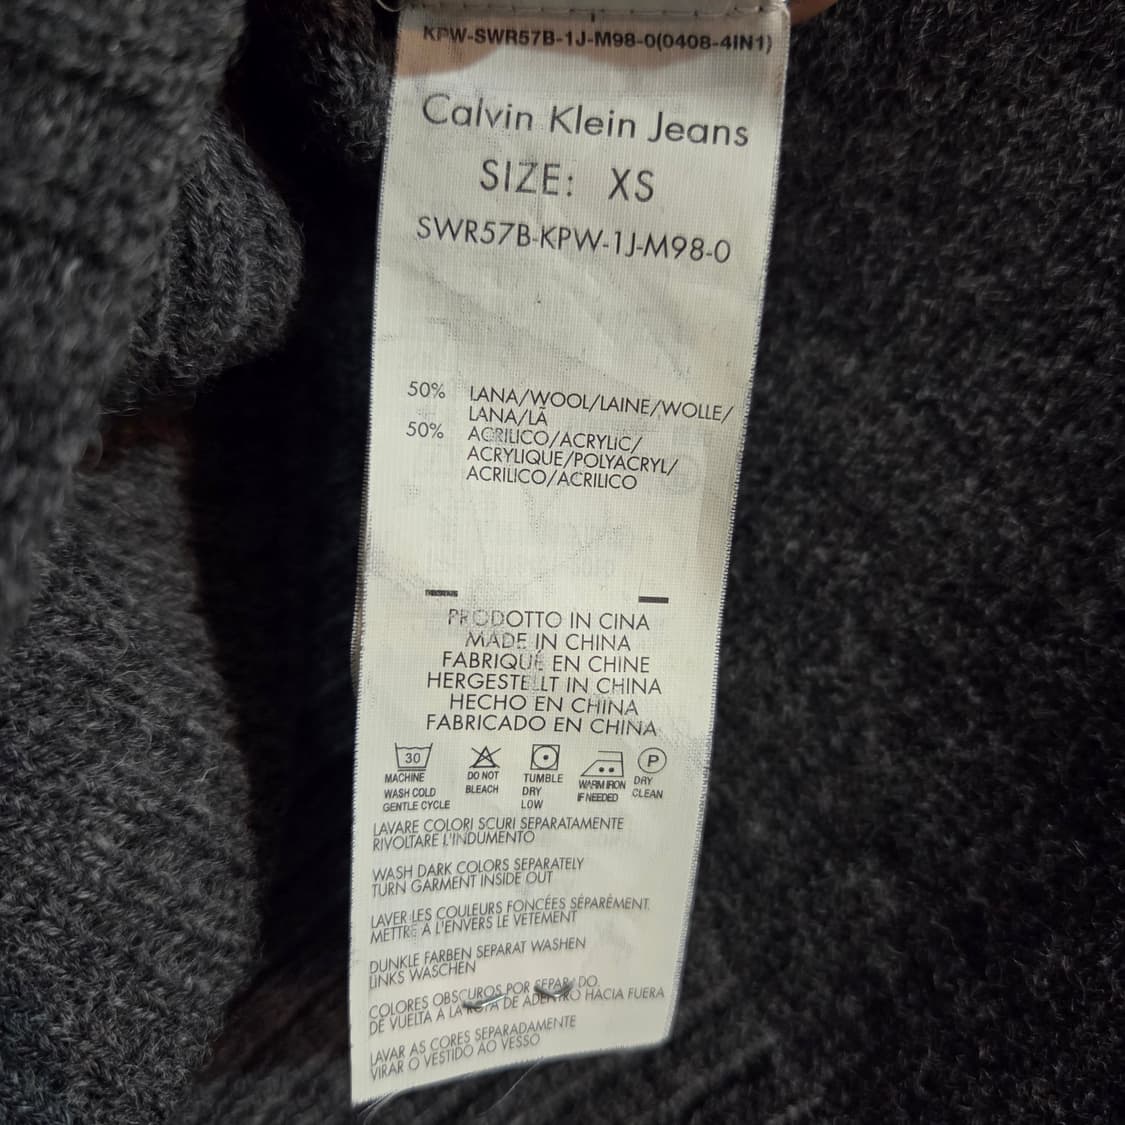 KPW-SWR57B-1J-M98-0(0408-4IN1)
Calvin Klein Jeans
SIZE: XS
SWR57B-KPW-1J-M98-0
50% LANA/WOOL/LAINE/WOLLE/
LANA/LÃ
50% ACRILICO/ACRYLIC/
ACRYLIQUE/POLYACRYL/
ACRILICO/ACRILICO
PRODOTTO IN CINA
MADE IN CHINA
FABRIQUÉ EN CHINE
HERGESTELLT IN CHINA
HECHO EN CHINA
FABRICADO EN CHINA
30
MACHINE
WASH COLD
GENTLE CYCLE
DO NOT
BLEACH
TUMBLE
DRY
LOW
WARM IRON
IF NEEDED
P
DRY
CLEAN
LAVARE COLORI SCURI SEPARATAMENTE
RIVOLTARE L'INDUMENTO
WASH DARK COLORS SEPARATELY
TURN GARMENT INSIDE OUT
LAVER LES COULEURS FONCÉES SÉPARÉMENT
METTRE À L'ENVERS LE VETEMENT
DUNKLE FARBEN SEPARAT WASHEN
LINKS WASCHEN
COLORES OBSCUROS POR SEPARADO.
DE VUELTA A LA ROPA DE ADENTRO HACIA FUERA
LAVAR AS CORES SEPARADAMENTE
VIRAR O VESTIDO AO VESSO